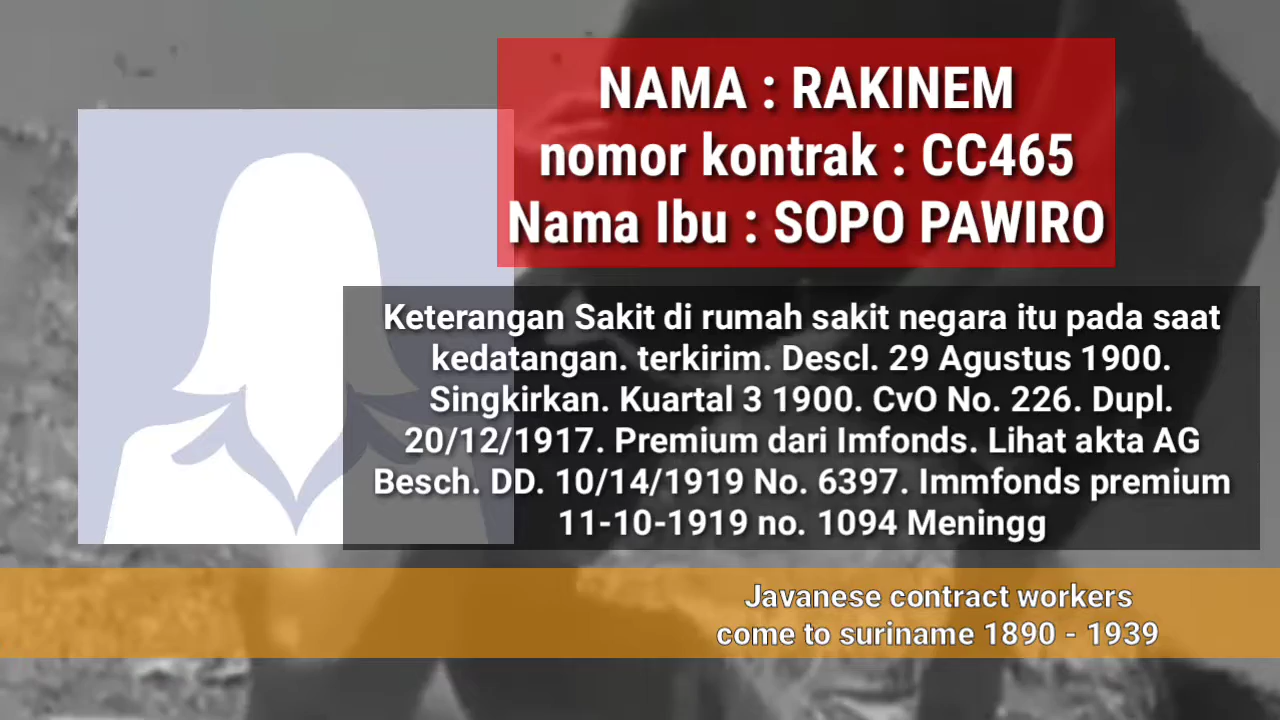 NAMA : RAKINEM
nomor kontrak : CC465
Nama Ibu : SOPO PAWIRO
Keterangan Sakit di rumah sakit negara itu pada saat
kedatangan. terkirim. Descl. 29 Agustus 1900.
Singkirkan. Kuartal 3 1900. CvO No. 226. Dupl.
20/12/1917. Premium dari Imfonds. Lihat akta AG
Besch. DD. 10/14/1919 No. 6397. Immfonds premium
11-10-1919 no. 1094 Meningg
Javanese contract workers
come to suriname 1890 - 1939